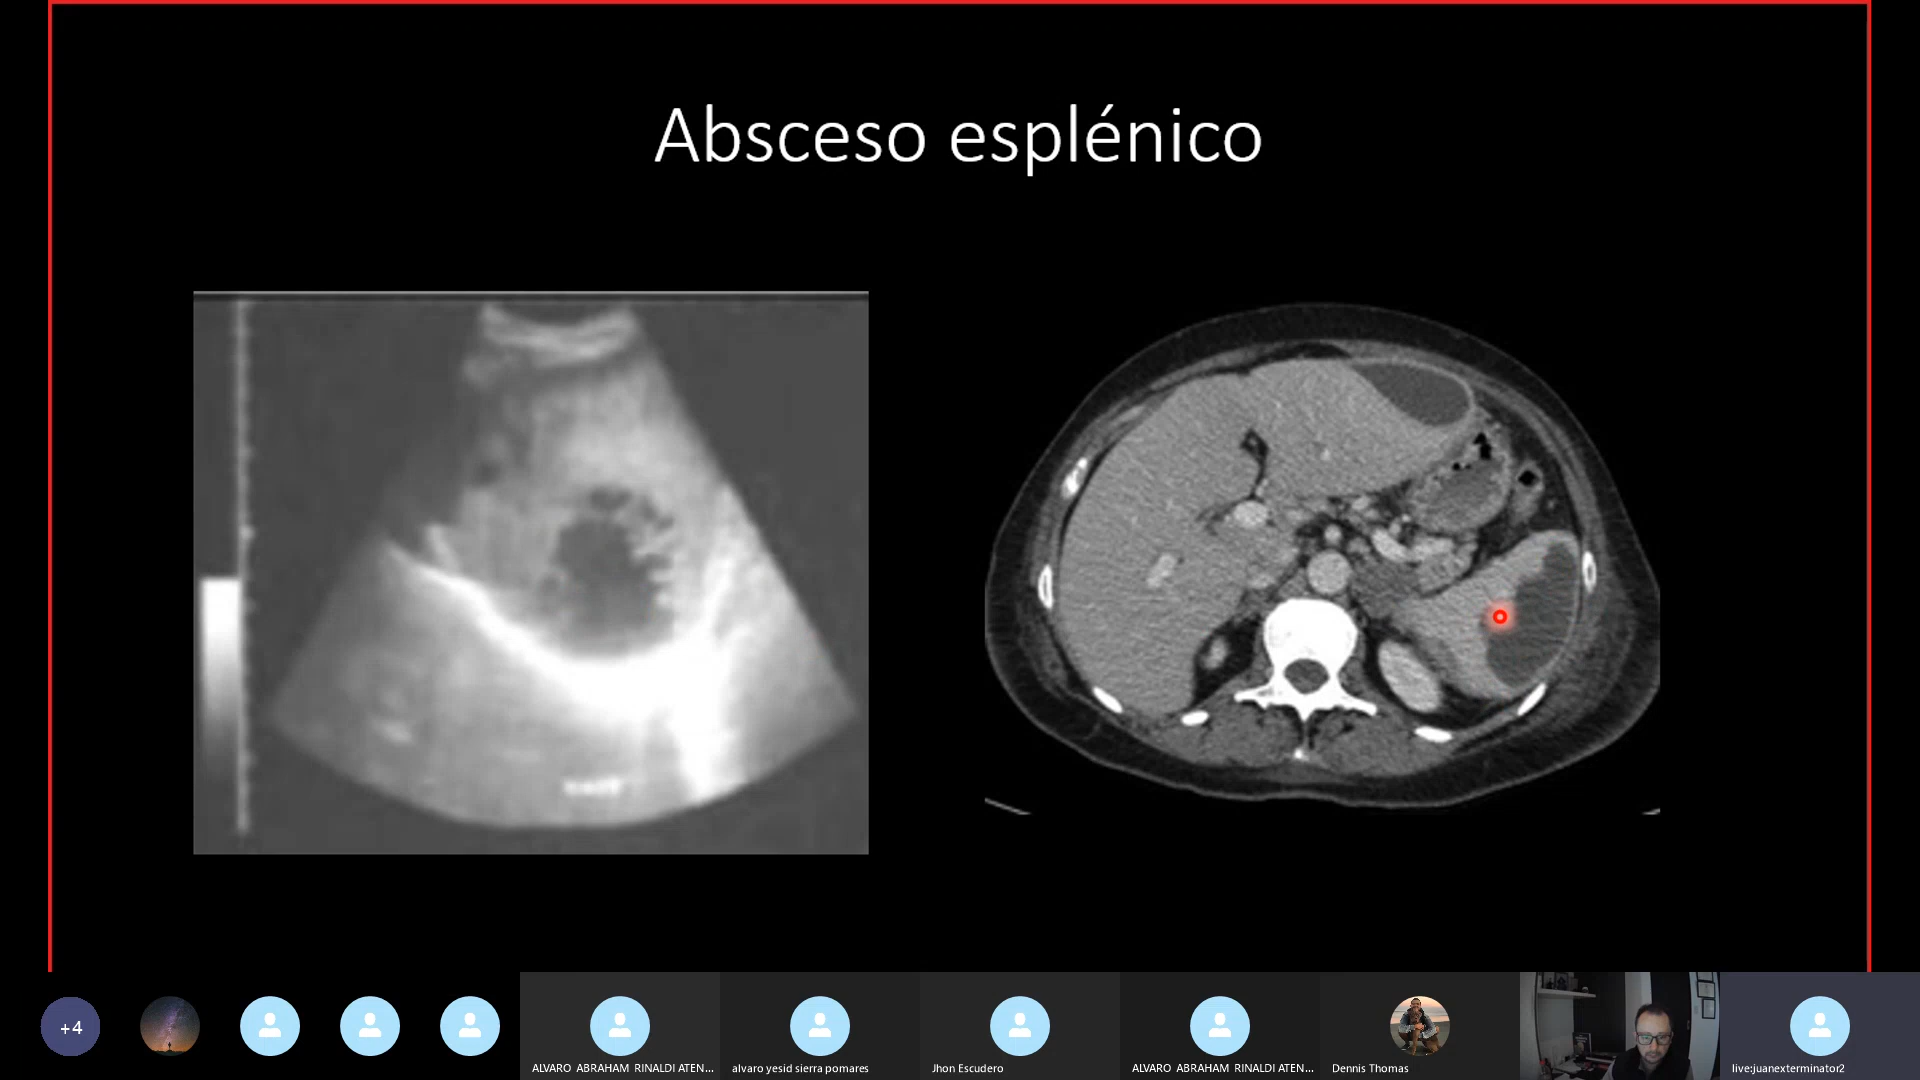 Absceso esplénico
+4
ALVARO ABRAHAM RINALDI ATEN...
alvaro yesid sierra pomares
Jhon Escudero
ALVARO ABRAHAM RINALDI ATEN...
Dennis Thomas
live:juanexterminator2